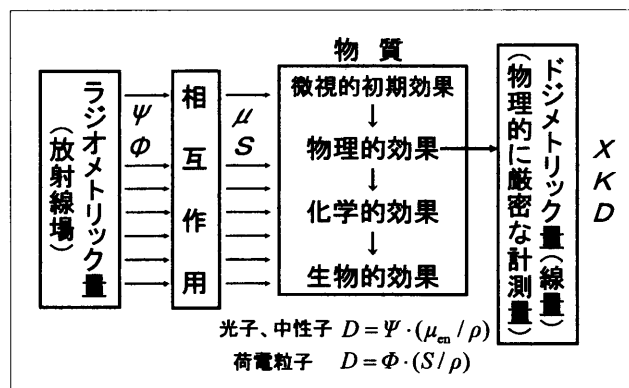 ラジオメトリック量
(放射線場)
Ψ
Φ
相互作用
μ
S
物質
微視的初期効果
↓
物理的効果
↓
化学的効果
↓
生物的効果
ドジメトリック量(線量)
(物理的に厳密な計測量)
X
K
D
光子、中性子 D=Ψ·(μen/ρ)
荷電粒子 D=Φ·(S/ρ)